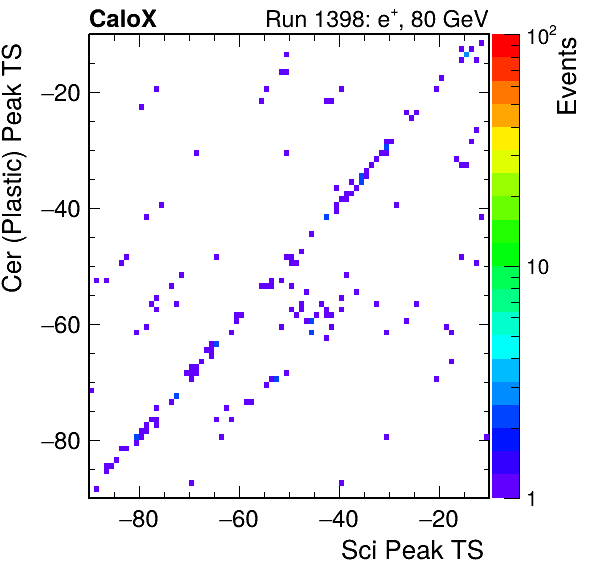 CaloX Run 1398: e+, 80 GeV
Cer (Plastic) Peak TS
−20
−40
−60
−80
−80 −60 −40 −20
Sci Peak TS
10²
10
1
Events